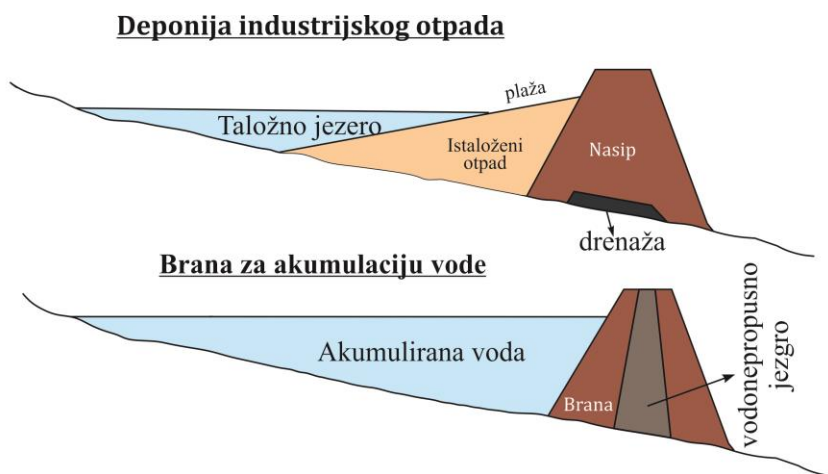 Deponija industrijskog otpada
plaža
Taložno jezero
Istaloženi
otpad
Nasip
drenaža
Brana za akumulaciju vode
Akumulirana voda
Brana
vodonepropusno
jezgro